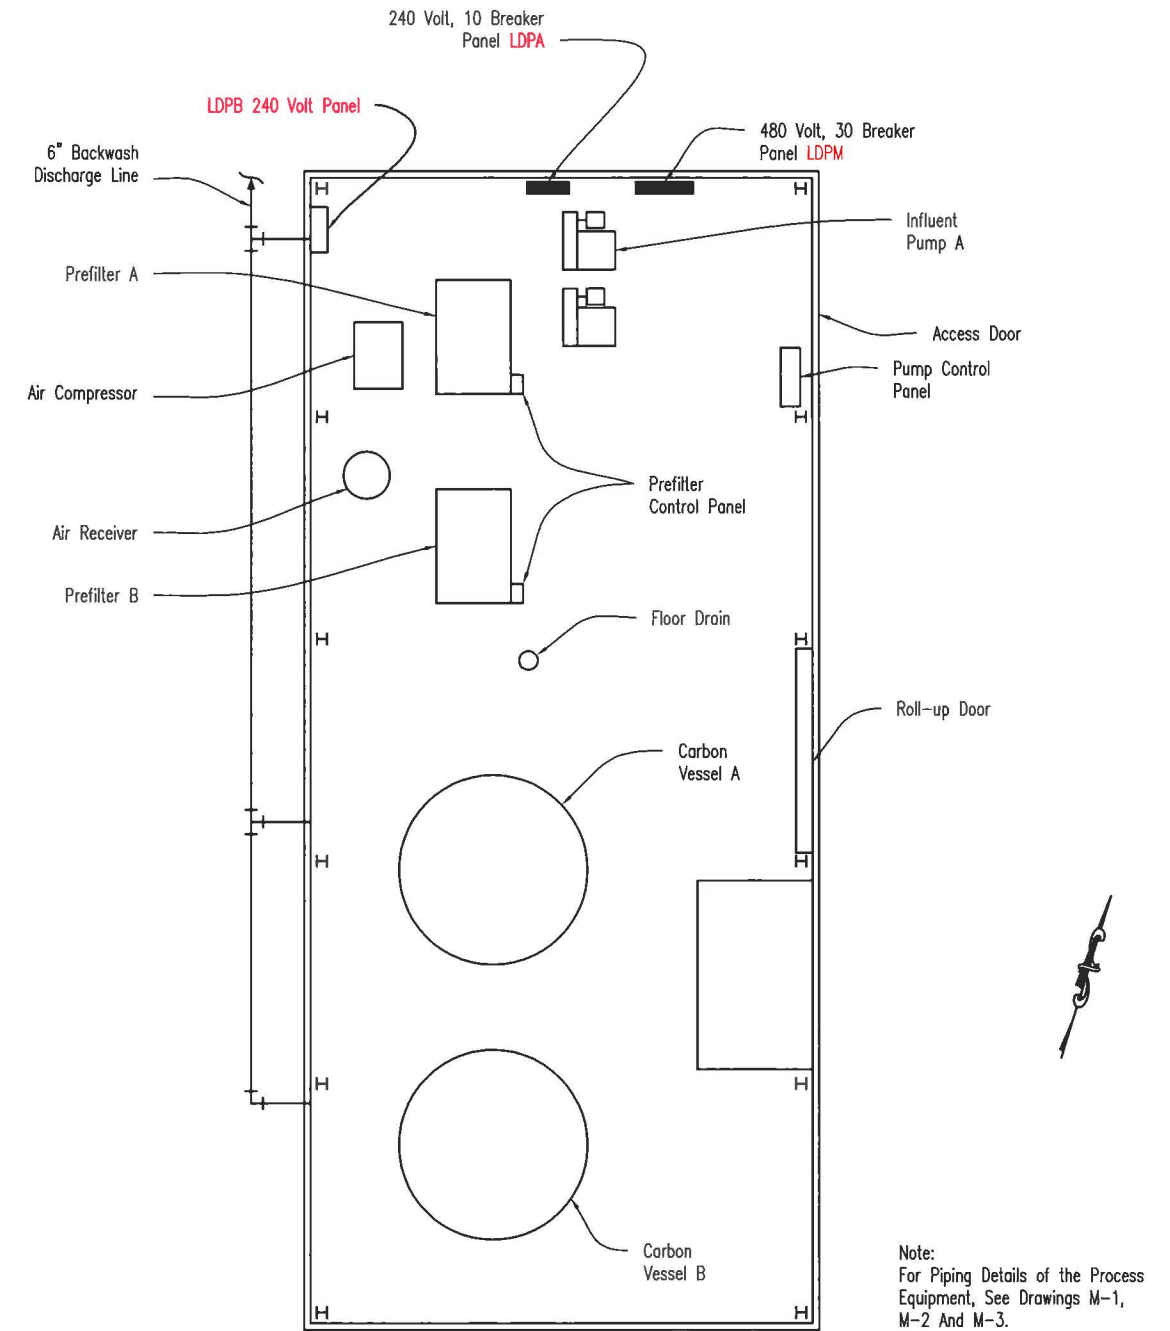 240 Volt, 10 Breaker
Panel LDPA
LDPB 240 Volt Panel
480 Volt, 30 Breaker
Panel LDPM
6" Backwash
Discharge Line
Influent
Pump A
Prefilter A
Access Door
Pump Control
Panel
Air Compressor
Prefilter
Control Panel
Air Receiver
Prefilter B
Floor Drain
Roll-up Door
Carbon
Vessel A
Carbon
Vessel B
Note:
For Piping Details of the Process
Equipment, See Drawings M-1,
M-2 And M-3.